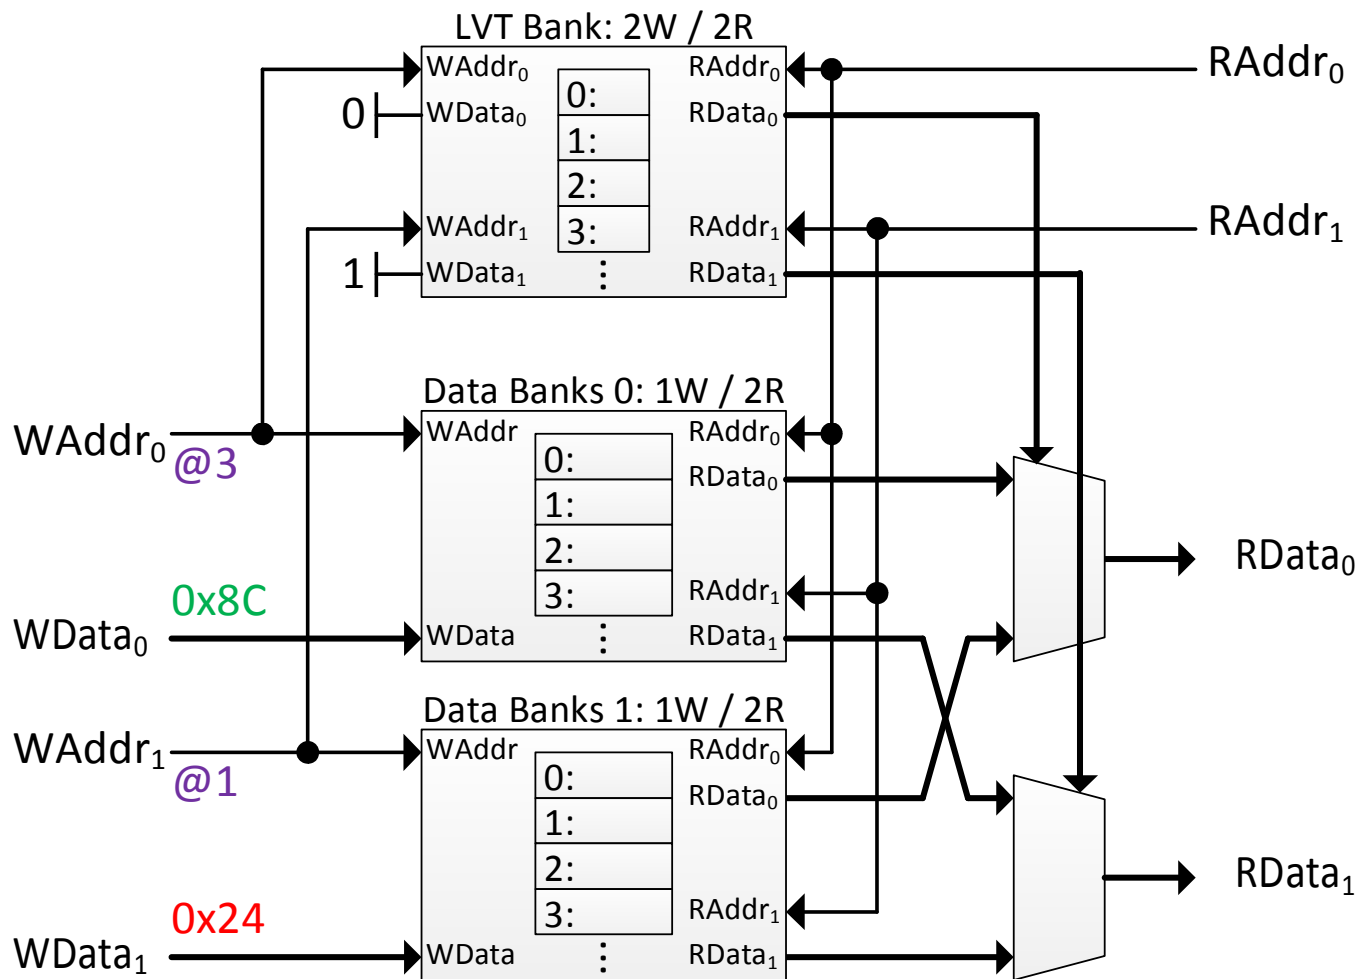 LVT Bank: 2W / 2R
WAddr₀
WData₀
WAddr₁
WData₁
0
1
0:
1:
2:
3:
⋮
RAddr₀
RData₀
RAddr₁
RData₁
RAddr₀
RAddr₁
Data Banks 0: 1W / 2R
WAddr₀
@3
WAddr
0:
1:
2:
3:
⋮
RAddr₀
RData₀
RAddr₁
RData₁
0x8C
WData₀
WData
RData₀
Data Banks 1: 1W / 2R
WAddr₁
@1
WAddr
0:
1:
2:
3:
⋮
RAddr₀
RData₀
RAddr₁
RData₁
0x24
WData₁
WData
RData₁